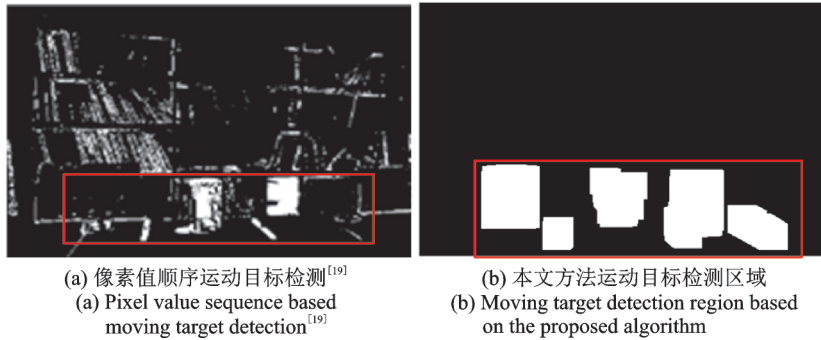 (a) 像素值顺序运动目标检测[19]
(a) Pixel value sequence based
moving target detection[19]
(b) 本文方法运动目标检测区域
(b) Moving target detection region based
on the proposed algorithm